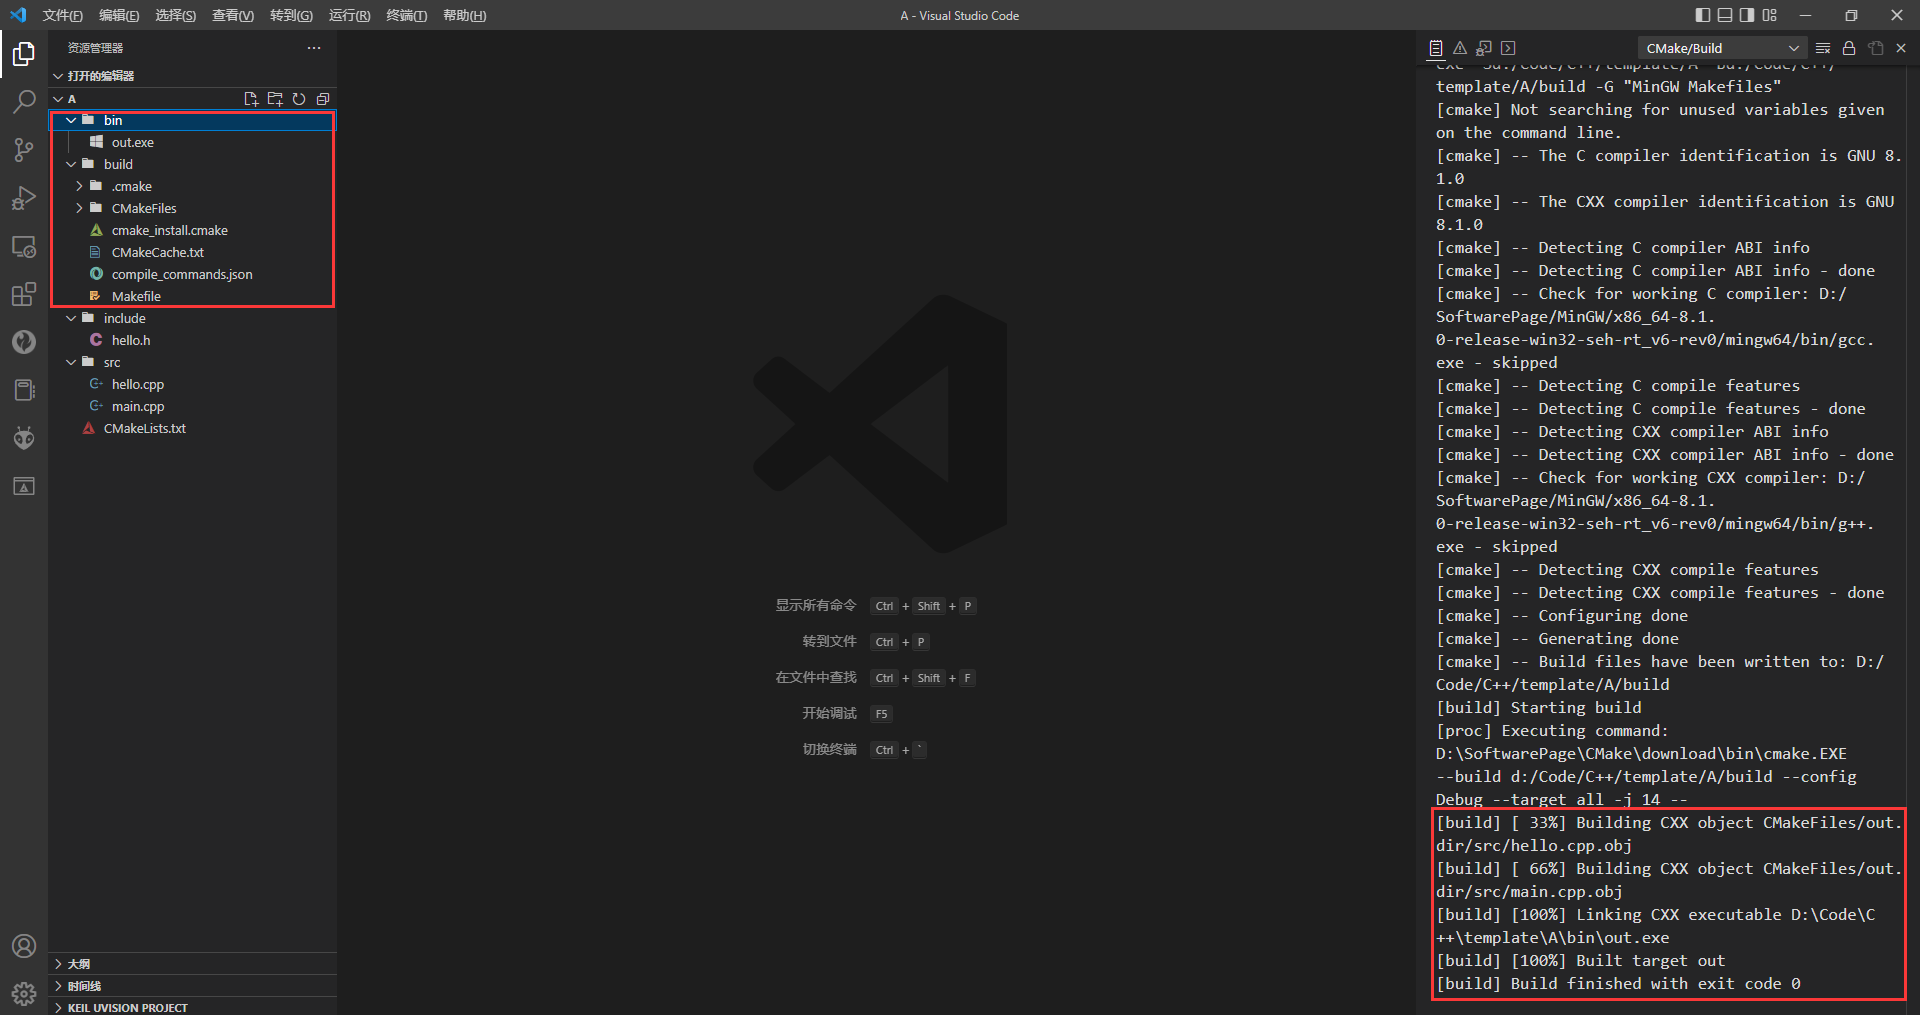 文件(F) 编辑(E) 选择(S) 查看(V) 转到(G) 运行(R) 终端(T) 帮助(H)
A - Visual Studio Code
资源管理器
打开的编辑器
A
bin
out.exe
build
.cmake
CMakeFiles
cmake_install.cmake
CMakeCache.txt
compile_commands.json
Makefile
include
hello.h
src
hello.cpp
main.cpp
CMakeLists.txt
大纲
时间线
KEIL UVISION PROJECT
显示所有命令 Ctrl + Shift + P
转到文件 Ctrl + P
在文件中查找 Ctrl + Shift + F
开始调试 F5
切换终端 Ctrl + `
CMake/Build
exe -Sd:/Code/C++/template/A -Bd:/Code/C++/
template/A/build -G "MinGW Makefiles"
[cmake] Not searching for unused variables given
on the command line.
[cmake] -- The C compiler identification is GNU 8.
1.0
[cmake] -- The CXX compiler identification is GNU
8.1.0
[cmake] -- Detecting C compiler ABI info
[cmake] -- Detecting C compiler ABI info - done
[cmake] -- Check for working C compiler: D:/
SoftwarePage/MinGW/x86_64-8.1.
0-release-win32-seh-rt_v6-rev0/mingw64/bin/gcc.
exe - skipped
[cmake] -- Detecting C compile features
[cmake] -- Detecting C compile features - done
[cmake] -- Detecting CXX compiler ABI info
[cmake] -- Detecting CXX compiler ABI info - done
[cmake] -- Check for working CXX compiler: D:/
SoftwarePage/MinGW/x86_64-8.1.
0-release-win32-seh-rt_v6-rev0/mingw64/bin/g++.
exe - skipped
[cmake] -- Detecting CXX compile features
[cmake] -- Detecting CXX compile features - done
[cmake] -- Configuring done
[cmake] -- Generating done
[cmake] -- Build files have been written to: D:/
Code/C++/template/A/build
[build] Starting build
[proc] Executing command:
D:\SoftwarePage\CMake\download\bin\cmake.EXE
--build d:/Code/C++/template/A/build --config
Debug --target all -j 14 --
[build] [ 33%] Building CXX object CMakeFiles/out.
dir/src/hello.cpp.obj
[build] [ 66%] Building CXX object CMakeFiles/out.
dir/src/main.cpp.obj
[build] [100%] Linking CXX executable D:\Code\C
++\template\A\bin\out.exe
[build] [100%] Built target out
[build] Build finished with exit code 0